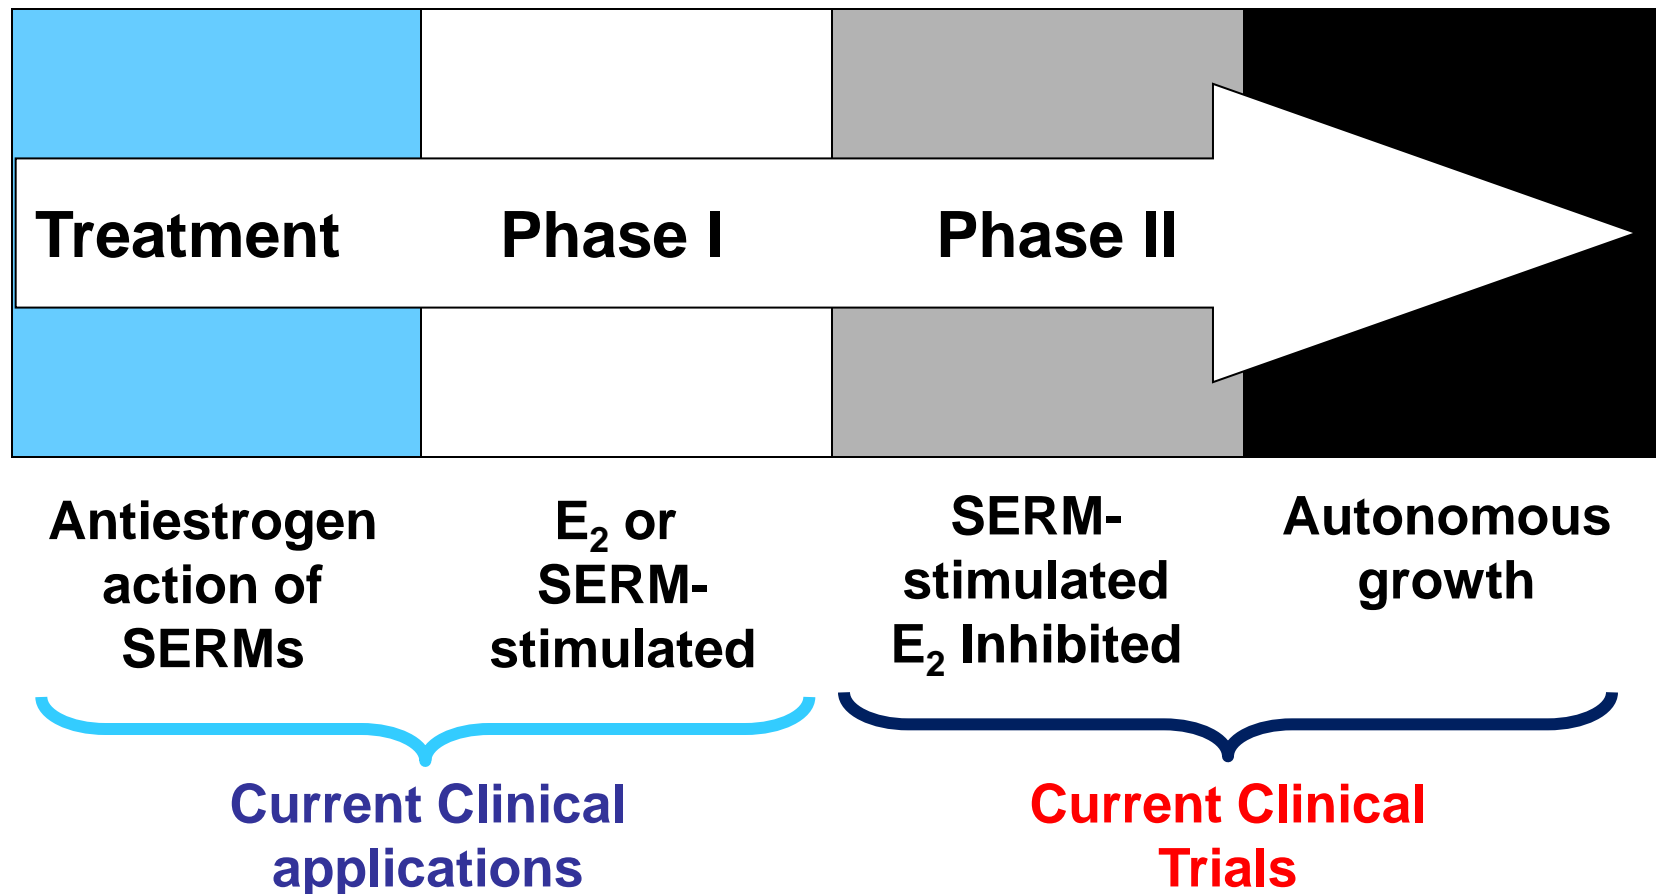 Treatment Phase I Phase II
Antiestrogen
action of
SERMs
E₂ or
SERM-
stimulated
SERM-
stimulated
E₂ Inhibited
Autonomous
growth
Current Clinical
applications
Current Clinical
Trials